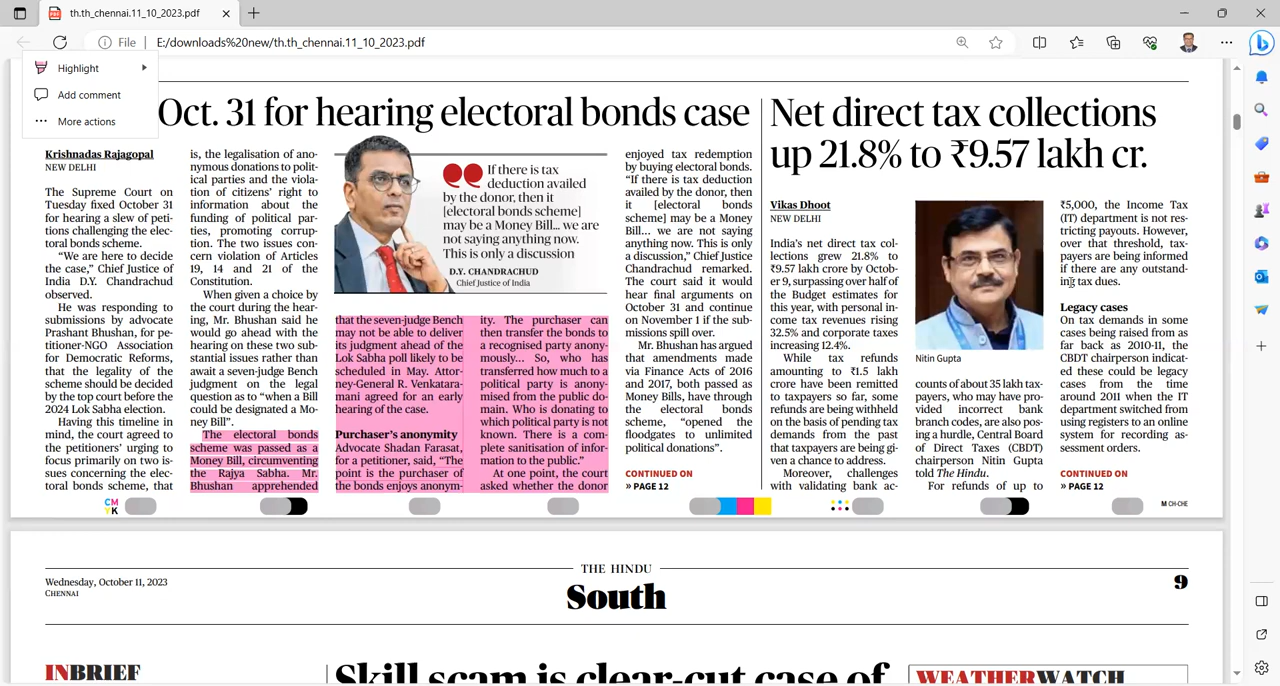 th.th_chennai.11_10_2023.pdf
File
E:/downloads%20new/th.th_chennai.11_10_2023.pdf
Highlight
Add comment
More actions
Oct. 31 for hearing electoral bonds case
Krishnadas Rajagopal
NEW DELHI
The Supreme Court on
Tuesday fixed October 31
for hearing a slew of peti-
tions challenging the elec-
toral bonds scheme.
“We are here to decide
the case,” Chief Justice of
India D.Y. Chandrachud
observed.
He was responding to
submissions by advocate
Prashant Bhushan, for pe-
titioner-NGO Association
for Democratic Reforms,
that the legality of the
scheme should be decided
by the top court before the
2024 Lok Sabha election.
Having this timeline in
mind, the court agreed to
the petitioners’ urging to
focus primarily on two is-
sues concerning the elec-
toral bonds scheme, that
is, the legalisation of ano-
nymous donations to polit-
ical parties and the viola-
tion of citizens’ right to
information about the
funding of political par-
ties, promoting corrup-
tion. The two issues con-
cern violation of Articles
19, 14 and 21 of the
Constitution.
When given a choice by
the court during the hear-
ing, Mr. Bhushan said he
would go ahead with the
hearing on these two sub-
stantial issues rather than
await a seven-judge Bench
judgment on the legal
question as to “when a Bill
could be designated a Mo-
ney Bill”.
The electoral bonds
scheme was passed as a
Money Bill, circumventing
the Rajya Sabha. Mr.
Bhushan apprehended
If there is tax
deduction availed
by the donor, then it
[electoral bonds scheme]
may be a Money Bill... we are
not saying anything now.
This is only a discussion
D.Y. CHANDRACHUD
Chief Justice of India
that the seven-judge Bench
may not be able to deliver
its judgment ahead of the
Lok Sabha poll likely to be
scheduled in May. Attor-
ney-General R. Venkatara-
mani agreed for an early
hearing of the case.
Purchaser’s anonymity
Advocate Shadan Farasat,
for a petitioner, said, “The
point is the purchaser of
the bonds enjoys anonym-
ity. The purchaser can
then transfer the bonds to
a recognised party anony-
mously... So, who has
transferred how much to a
political party is anony-
mised from the public do-
main. Who is donating to
which political party is not
known. There is a com-
plete sanitisation of infor-
mation to the public.”
At one point, the court
asked whether the donor
enjoyed tax redemption
by buying electoral bonds.
“If there is tax deduction
availed by the donor, then
it [electoral bonds
scheme] may be a Money
Bill... we are not saying
anything now. This is only
a discussion,” Chief Justice
Chandrachud remarked.
The court said it would
hear final arguments on
October 31 and continue
on November 1 if the sub-
missions spill over.
Mr. Bhushan has argued
that amendments made
via Finance Acts of 2016
and 2017, both passed as
Money Bills, have through
the electoral bonds
scheme, “opened the
floodgates to unlimited
political donations”.
CONTINUED ON
» PAGE 12
Net direct tax collections
up 21.8% to ₹9.57 lakh cr.
Vikas Dhoot
NEW DELHI
India’s net direct tax col-
lections grew 21.8% to
₹9.57 lakh crore by Octob-
er 9, surpassing over half of
the Budget estimates for
this year, with personal in-
come tax revenues rising
32.5% and corporate taxes
increasing 12.4%.
While tax refunds
amounting to ₹1.5 lakh
crore have been remitted
to taxpayers so far, some
refunds are being withheld
on the basis of pending tax
demands from the past
that taxpayers are being gi-
ven a chance to address.
Moreover, challenges
with validating bank ac-
Nitin Gupta
counts of about 35 lakh tax-
payers, who may have pro-
vided incorrect bank
branch codes, are also pos-
ing a hurdle, Central Board
of Direct Taxes (CBDT)
chairperson Nitin Gupta
told The Hindu.
For refunds of up to
₹5,000, the Income Tax
(IT) department is not res-
tricting payouts. However,
over that threshold, tax-
payers are being informed
if there are any outstand-
ing tax dues.
Legacy cases
On tax demands in some
cases being raised from as
far back as 2010-11, the
CBDT chairperson indicat-
ed these could be legacy
cases from the time
around 2011 when the IT
department switched from
using registers to an online
system for recording as-
sessment orders.
CONTINUED ON
» PAGE 12
CM
YK
M CH-CHE
Wednesday, October 11, 2023
CHENNAI
THE HINDU
South
9
INBRIEF
Skill scam is clear-cut case of
WEATHERWATCH